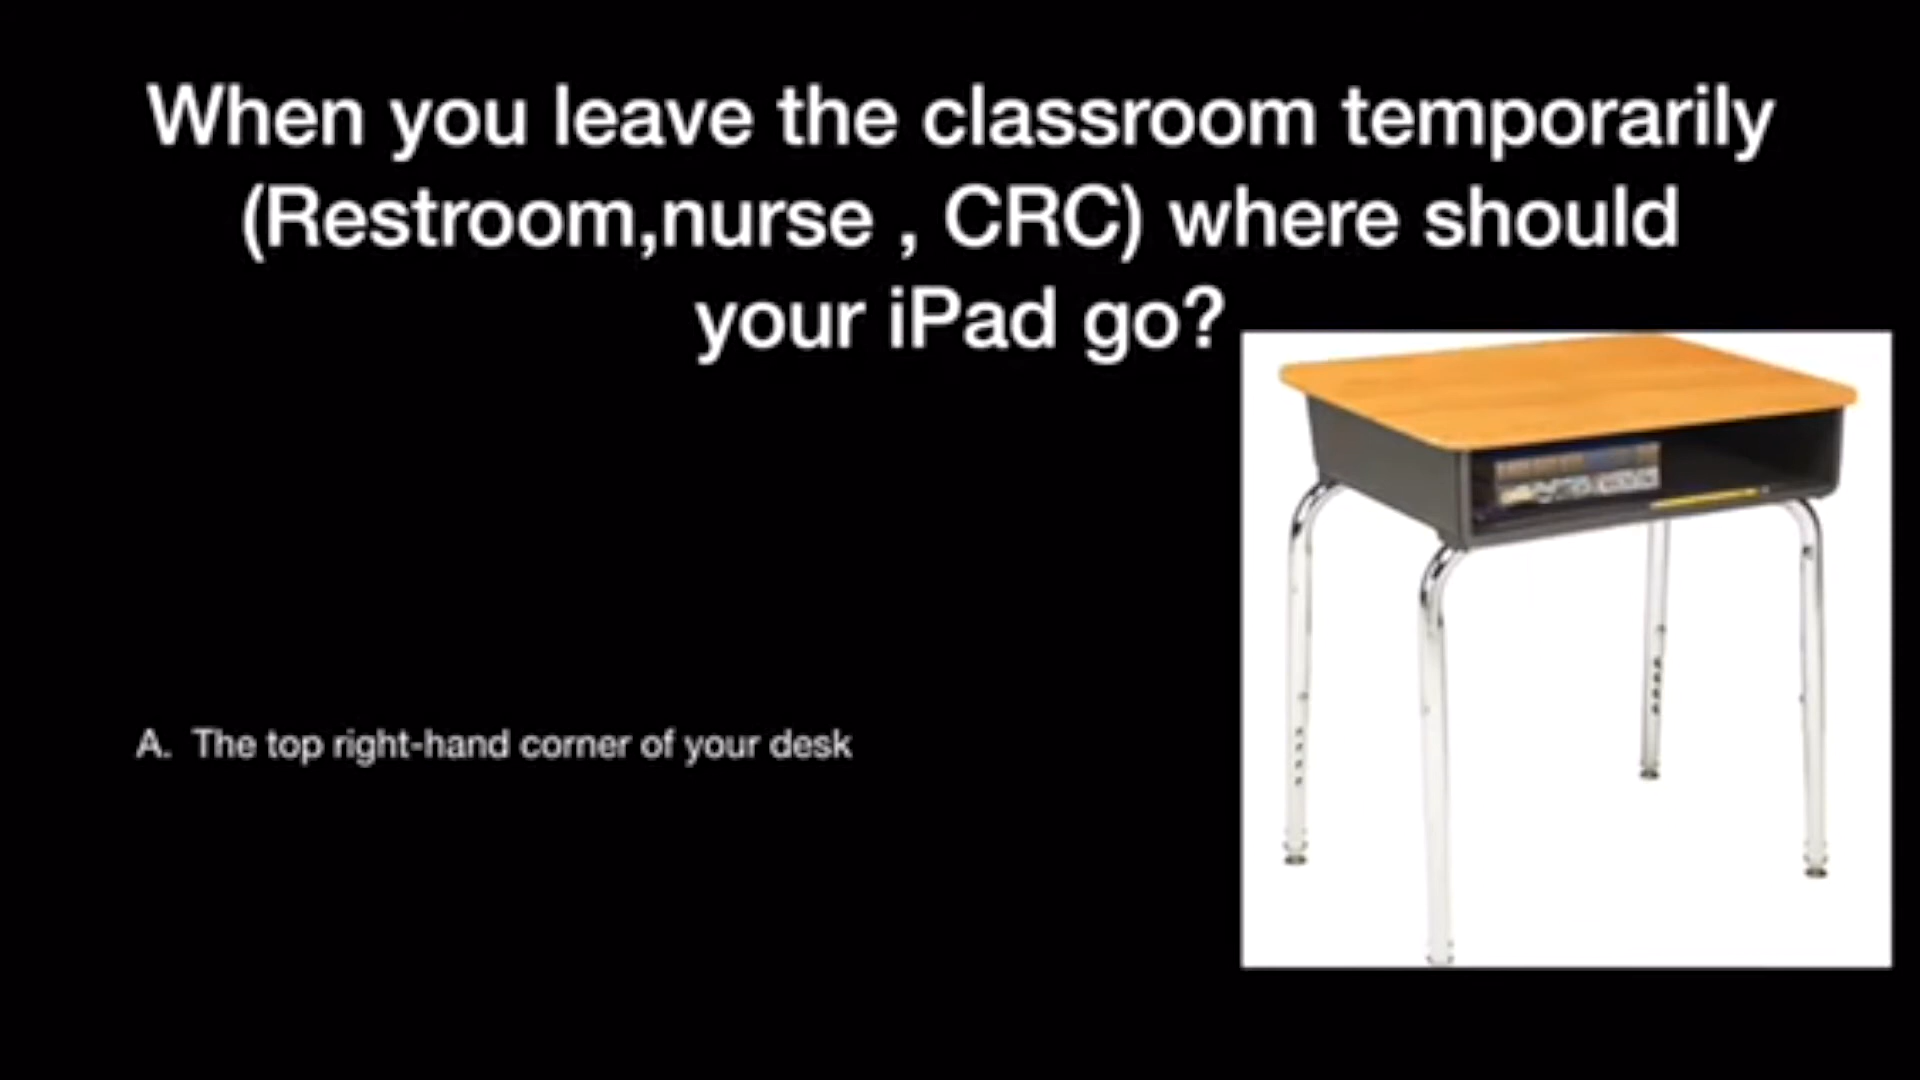 When you leave the classroom temporarily
(Restroom,nurse , CRC) where should
your iPad go?
A. The top right-hand corner of your desk